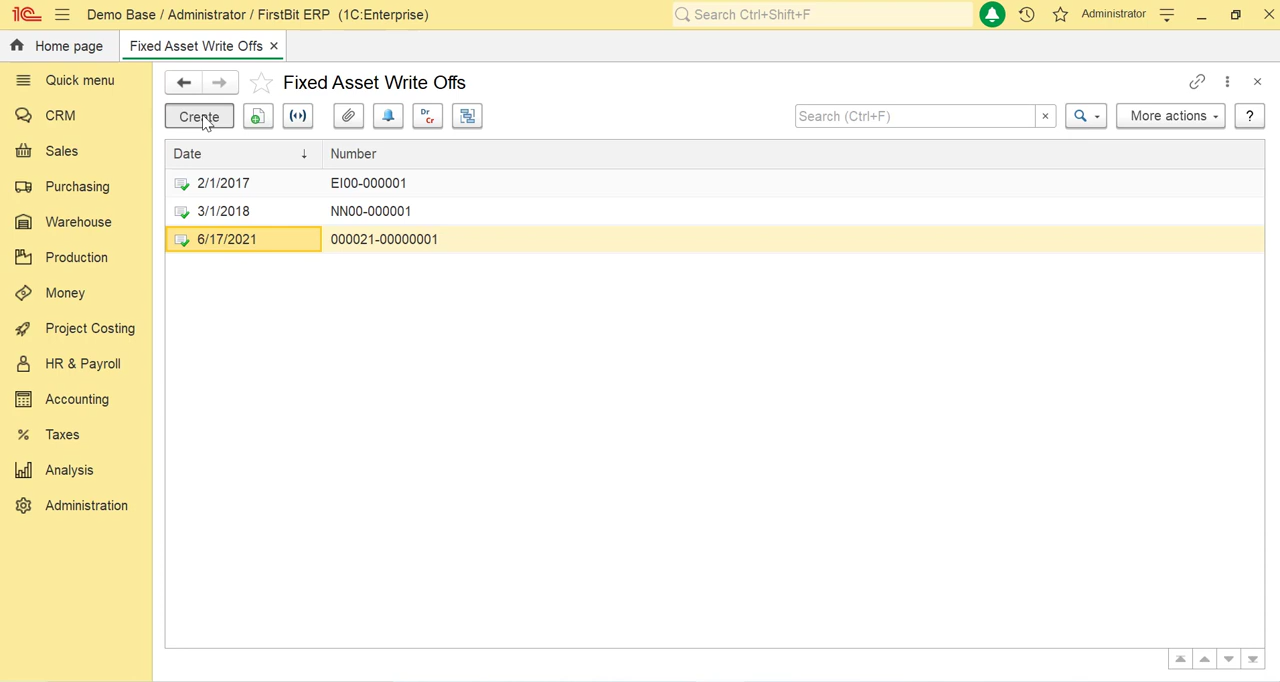 1C Demo Base / Administrator / FirstBit ERP (1C:Enterprise) Search Ctrl+Shift+F Administrator
Home page Fixed Asset Write Offs
Quick menu
CRM
Sales
Purchasing
Warehouse
Production
Money
Project Costing
HR & Payroll
Accounting
Taxes
Analysis
Administration
Fixed Asset Write Offs
Create Dr Cr Search (Ctrl+F) More actions ?
Date Number
2/1/2017 EI00-000001
3/1/2018 NN00-000001
6/17/2021 000021-00000001